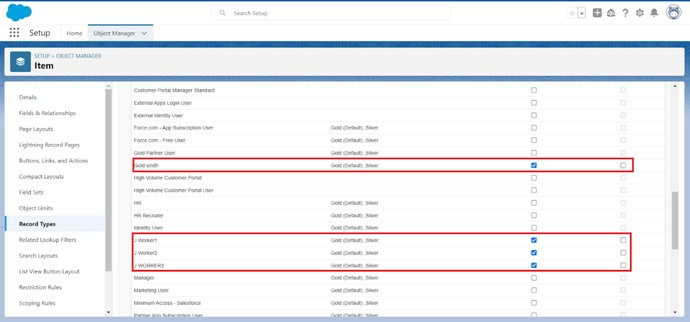 Search Setup
Setup
Home
Object Manager
SETUP > OBJECT MANAGER
Item
Details
Fields & Relationships
Page Layouts
Lightning Record Pages
Buttons, Links, and Actions
Compact Layouts
Field Sets
Object Limits
Record Types
Related Lookup Filters
Search Layouts
List View Button Layout
Restriction Rules
Scoping Rules
Customer Portal Manager Standard
External Apps Login User
External Identity User
Force.com - App Subscription User Gold (Default) ,Silver
Force.com - Free User Gold (Default) ,Silver
Gold Partner User
Gold smith Gold (Default) ,Silver
High Volume Customer Portal
High Volume Customer Portal User
HR Gold (Default) ,Silver
HR Recruiter Gold (Default) ,Silver
Identity User Gold (Default) ,Silver
J Worker1 Gold (Default) ,Silver
J Worker2 Gold (Default) ,Silver
J WORKER3 Gold (Default) ,Silver
Manager Gold (Default) ,Silver
Marketing User Gold (Default) ,Silver
Minimum Access - Salesforce Gold (Default) ,Silver
Partner App Subscription User Gold (Default) ,Silver